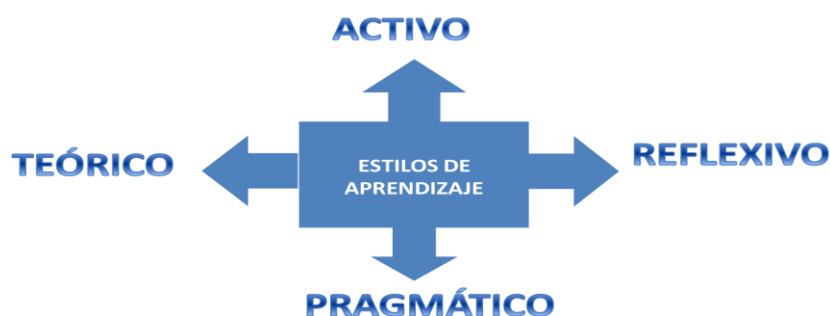 ACTIVO
TEÓRICO
ESTILOS DE
APRENDIZAJE
REFLEXIVO
PRAGMÁTICO